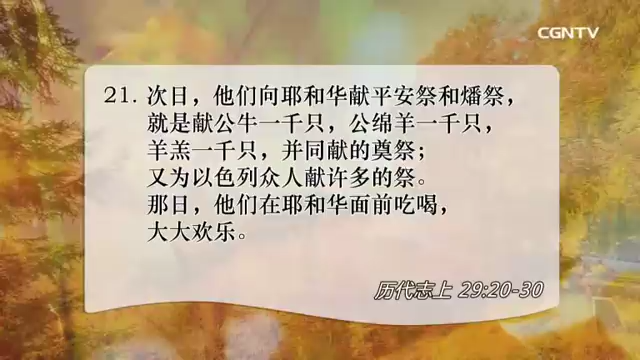 CGNTV
21. 次日，他们向耶和华献平安祭和燔祭，
就是献公牛一千只，公绵羊一千只，
羊羔一千只，并同献的奠祭；
又为以色列众人献许多的祭。
那日，他们在耶和华面前吃喝，
大大欢乐。
历代志上 29:20-30